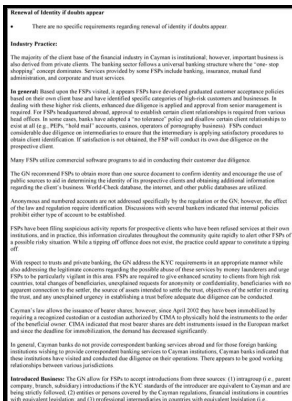 Renewal of Identity if doubts appear
• There are no specific requirements regarding renewal of identity if doubts appear.
Industry Practice:
The majority of the client base of the financial industry in Cayman is institutional; however, important business is
also derived from private clients. The banking sector follows a universal banking structure where the "one- stop
shopping" concept dominates. Services provided by some FSPs include banking, insurance, mutual fund
administration, and corporate and trust services.
In general: Based on the FSPs visited, it appears FSPs have developed graduated customer acceptance policies
based on their own client base and have identified specific categories of high-risk customers and businesses. In
dealing with these higher risk clients, enhanced due diligence is applied and approval from senior management is
required. For FSPs headquartered abroad, approval to establish certain client relationships is required from various
head offices. In some cases, banks have adopted a "no tolerance" policy and disallow certain client relationships to
exist at all (e.g., PEPs, "hold mail" accounts, casinos, operators of pornography business). FSPs conduct
considerable due diligence on intermediaries to ensure that the intermediary is applying satisfactory procedures to
obtain client identification. If satisfaction is not obtained, the FSP will conduct its own due diligence on the
prospective client.
Many FSPs utilize commercial software programs to aid in conducting their customer due diligence.
The GN recommend FSPs to obtain more than one source document to confirm identity and encourage the use of
public sources to aid in determining the identity of its prospective clients and obtaining additional information
regarding the client's business. World-Check database, the internet, and other public databases are utilized.
Anonymous and numbered accounts are not addressed specifically by the regulation or the GN; however, the effect
of the law and regulation require identification. Discussions with several bankers indicated that internal policies
prohibit either type of account to be established.
FSPs have been filing suspicious activity reports for prospective clients who have been refused services at their own
institutions, and in practice, this information circulates throughout the community quite rapidly to alert other FSPs of
a possible risky situation. While a tipping off offence does not exist, the practice could appear to constitute a tipping
off.
With respect to trusts and private banking, the GN address the KYC requirements in an appropriate manner while
also addressing the legitimate concerns regarding the possible abuse of these services by money launderers and urge
FSPs to be particularly vigilant in this area. FSPs are required to give enhanced scrutiny to clients from high risk
countries, total changes of beneficiaries, unexplained requests for anonymity or confidentiality, beneficiaries with no
apparent connection to the settler, the source of assets intended to settle the trust, objectives of the settler in creating
the trust, and any unexplained urgency in establishing a trust before adequate due diligence can be conducted.
Cayman's law allows the issuance of bearer shares, however, since April 2002 they have been immobilized by
requiring a recognized custodian or a custodian authorized by CIMA to physically hold the instruments to the order
of the beneficial owner. CIMA indicated that most bearer shares are debt instruments issued in the European market
and since the deadline for immobilization, the demand has decreased significantly.
In general, Cayman banks do not provide correspondent banking services abroad and for those foreign banking
institutions wishing to provide correspondent banking services to Cayman institutions, Cayman banks indicated that
these institutions have visited and conducted due diligence on their operations. There appears to be good working
relationships between various jurisdictions.
Introduced Business: The GN allow for FSPs to accept introductions from three sources: (1) intragroup (i.e., parent
company, branch, subsidiary) introductions if the KYC standards of the introducer are equivalent to Cayman and are
being strictly followed; (2) entities or persons covered by the Cayman regulations, financial institutions in countries
with equivalent legislation; and (3) professional intermediaries in countries with equivalent legislation (i.e.